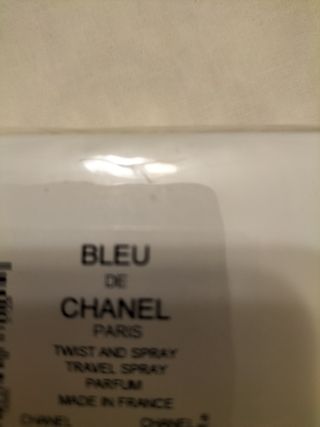 BLEU
DE
CHANEL
PARIS
TWIST AND SPRAY
TRAVEL SPRAY
PARFUM
MADE IN FRANCE
CHANEL CHANEL